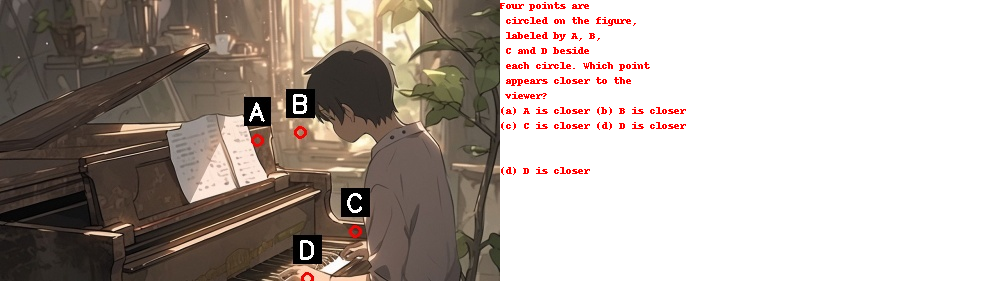 A
B
C
D
Four points are
circled on the figure,
labeled by A, B,
C and D beside
each circle. Which point
appears closer to the
viewer?
(a) A is closer (b) B is closer
(c) C is closer (d) D is closer
(d) D is closer